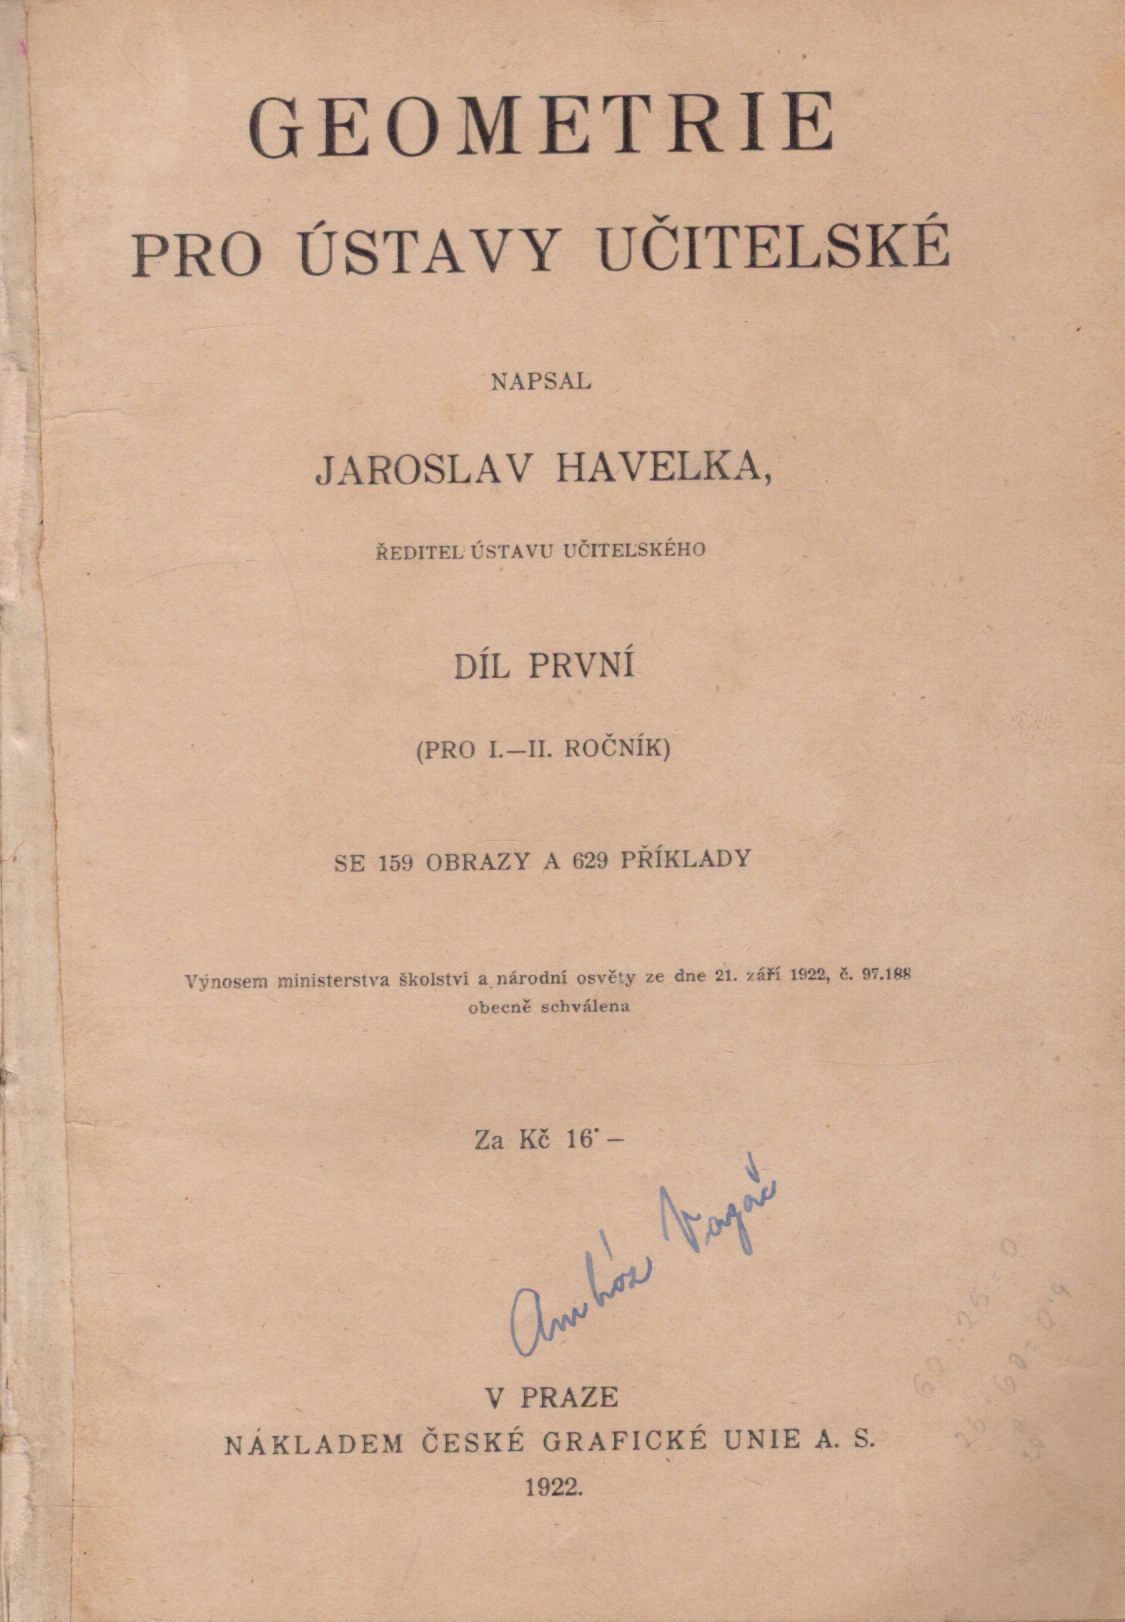 GEOMETRIE
PRO ÚSTAVY UČITELSKÉ
NAPSAL
JAROSLAV HAVELKA,
ŘEDITEL ÚSTAVU UČITELSKÉHO
DÍL PRVNÍ
(PRO I.—II. ROČNÍK)
SE 159 OBRAZY A 629 PŘÍKLADY
Výnosem ministerstva školství a národní osvěty ze dne 21. září 1922, č. 97.188
obecně schválena
Za Kč 16·—
Ambróz Vagač
V PRAZE
NÁKLADEM ČESKÉ GRAFICKÉ UNIE A. S.
1922.